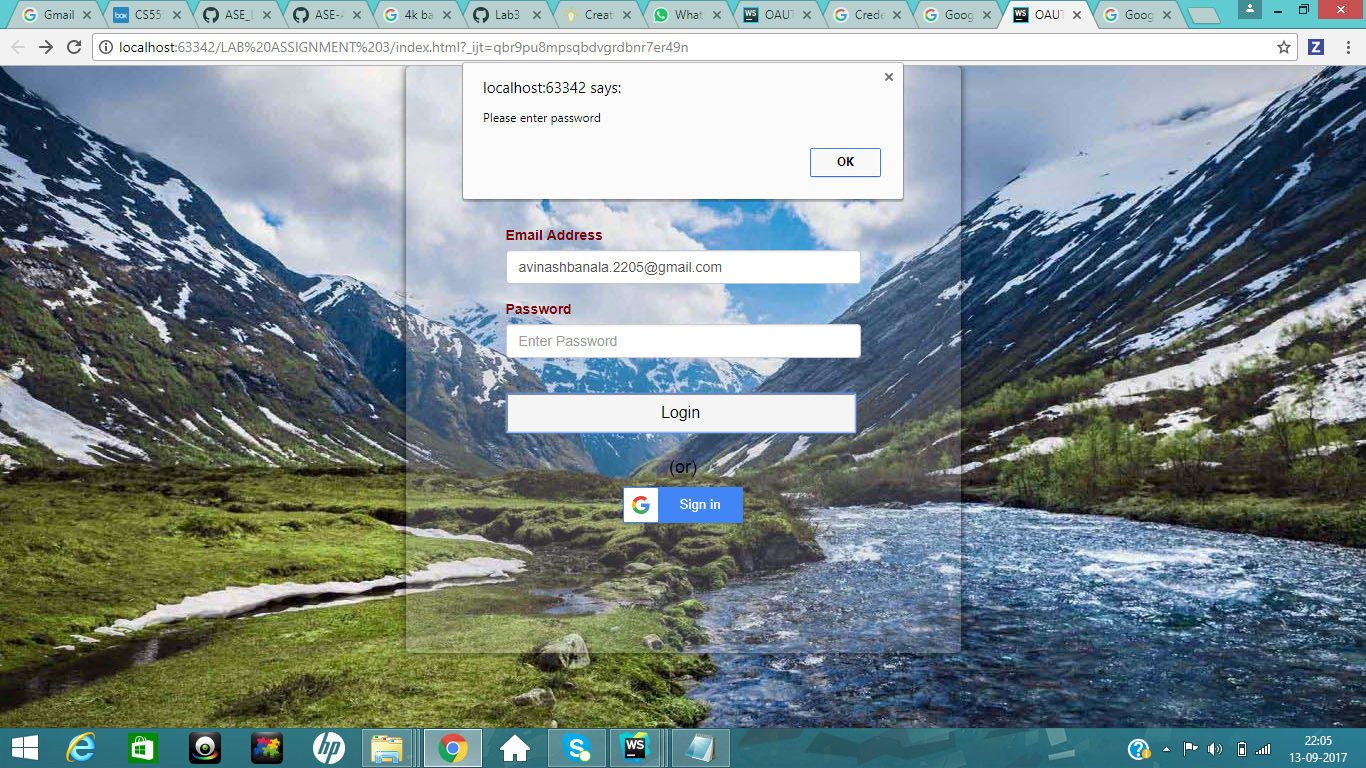 Gmail
CS55
ASE_L
ASE-A
4k ba
Lab3
Creat
What
OAUT
Crede
Goog
OAUT
Goog
localhost:63342/LAB%20ASSIGNMENT%203/index.html?_ijt=qbr9pu8mpsqbdvgrdbnr7er49n
localhost:63342 says:
Please enter password
OK
Email Address
avinashbanala.2205@gmail.com
Password
Enter Password
Login
(or)
Sign in
22:05
13-09-2017